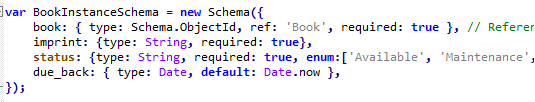 var BookInstanceSchema = new Schema({
book: { type: Schema.ObjectId, ref: 'Book', required: true }, // Referen
imprint: {type: String, required: true},
status: {type: String, required: true, enum:['Available', 'Maintenance',
due_back: { type: Date, default: Date.now },
});